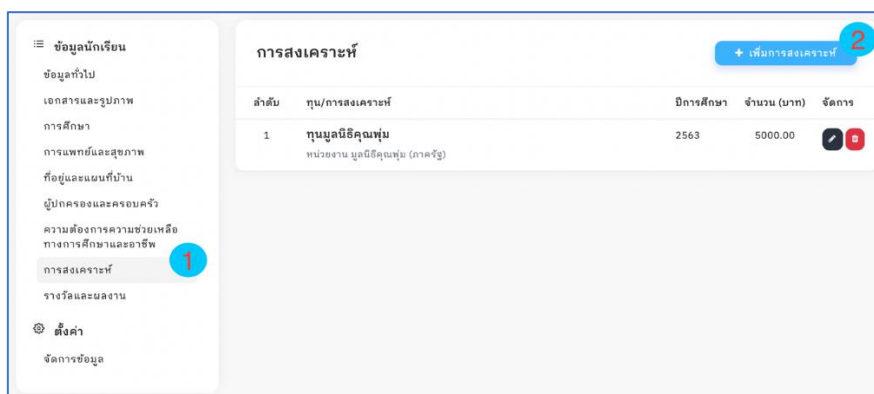 ข้อมูลนักเรียน
ข้อมูลทั่วไป
เอกสารและรูปภาพ
การศึกษา
การแพทย์และสุขภาพ
ที่อยู่และแผนที่บ้าน
ผู้ปกครองและครอบครัว
ความต้องการความช่วยเหลือ
ทางการศึกษาและอาชีพ
การสงเคราะห์
1
รางวัลและผลงาน
ตั้งค่า
จัดการข้อมูล
การสงเคราะห์
+ เพิ่มการสงเคราะห์
2
ลำดับ ทุน/การสงเคราะห์ ปีการศึกษา จำนวน (บาท) จัดการ
1 ทุนมูลนิธิคุณพุ่ม 2563 5000.00
หน่วยงาน มูลนิธิคุณพุ่ม (ภาครัฐ)